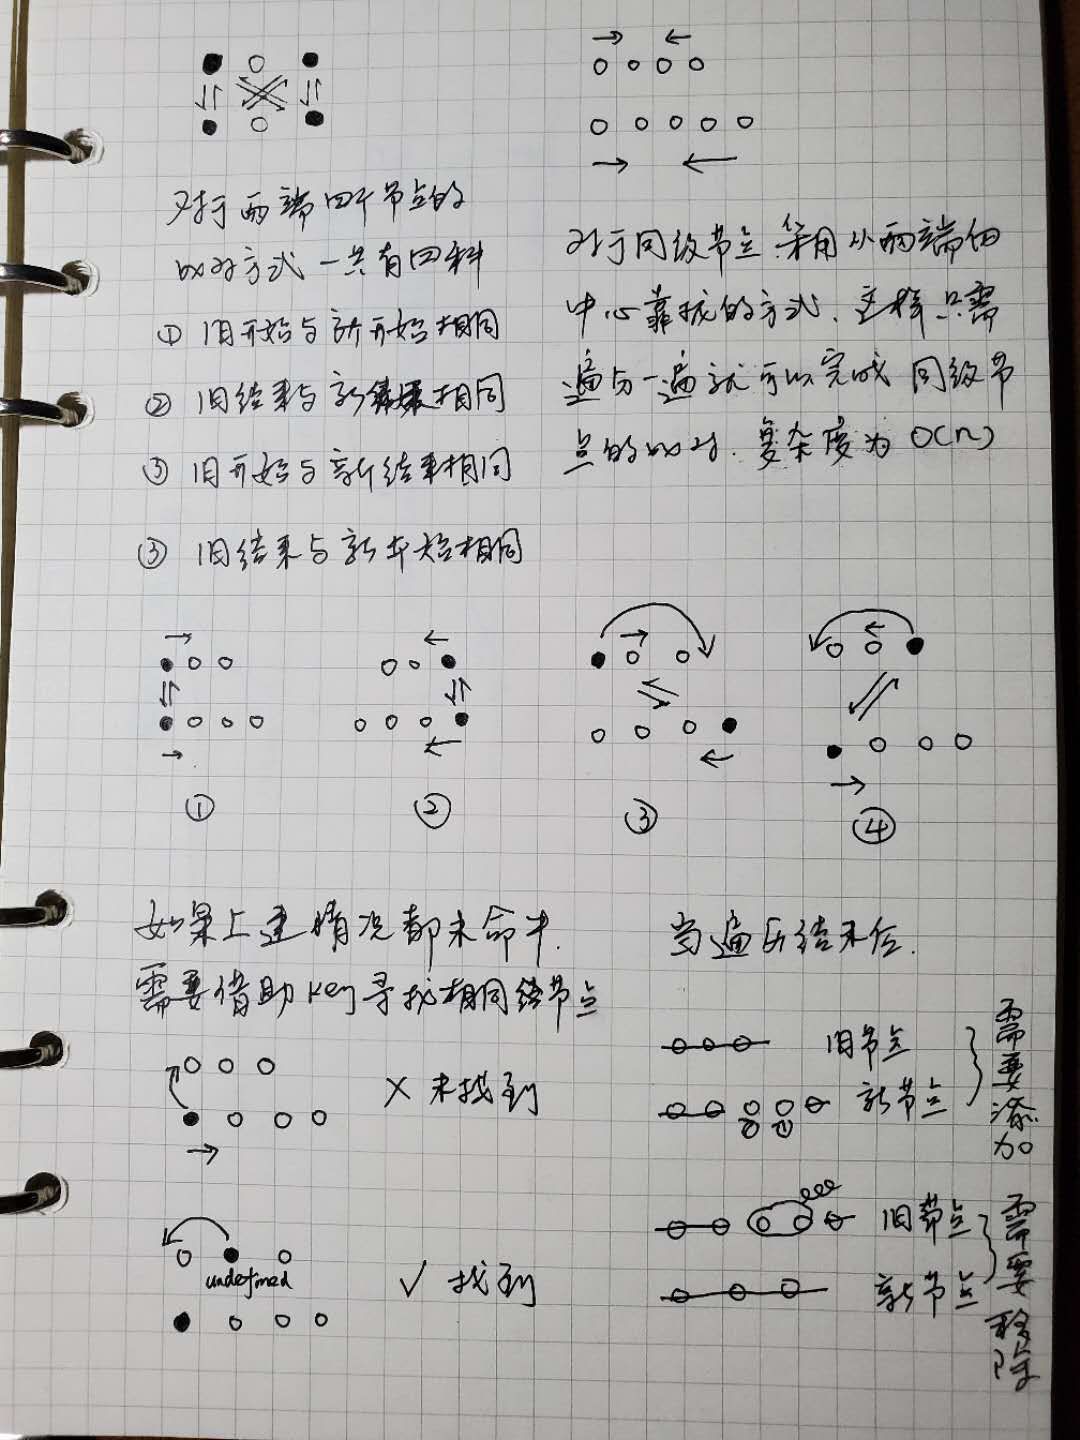 对于两端四个节点的
比对方式一共有四种
① 旧开始与新开始相同
② 旧结束与新结束相同
③ 旧开始与新结束相同
③ 旧结束与新开始相同
对于同级节点采用从两端向
中心靠拢的方式，这样只需
遍历一遍就可以完成同级节
点的比对，复杂度为O(n)
①
②
③
④
如果上述情况都未命中，
需要借助key寻找相同的节点
× 未找到
undefined
√ 找到
当遍历结束后，
旧节点
新节点
需要添加
旧节点
新节点
需要移除